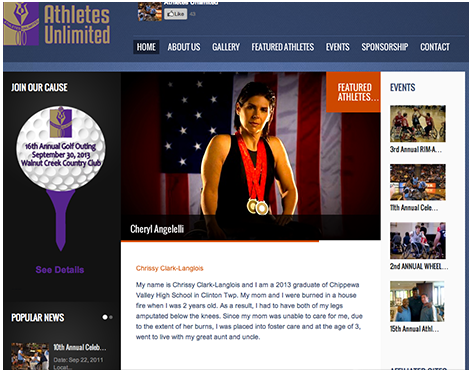 Athletes
Unlimited
Athletes Unlimited
Like
42
HOME
ABOUT US
GALLERY
FEATURED ATHLETES
EVENTS
SPONSORSHIP
CONTACT
JOIN OUR CAUSE
16th Annual Golf Outing
September 30, 2013
Walnut Creek Country Club
See Details
POPULAR NEWS
10th Annual Celeb...
Date: Sep 22, 2011
Locat...
FEATURED
ATHLETES...
Cheryl Angelelli
Chrissy Clark-Langlois
My name is Chrissy Clark-Langlois and I am a 2013 graduate of Chippewa
Valley High School in Clinton Twp. My mom and I were burned in a house
fire when I was 2 years old. As a result, I had to have both of my legs
amputated below the knees. Since my mom was unable to care for me, due
to the extent of her burns, I was placed into foster care and at the age of 3,
went to live with my great aunt and uncle.
EVENTS
3rd Annual RIM-A...
11th Annual Cele...
2nd ANNUAL WHEEL...
15th Annual Athl...
AFFILIATED SITES